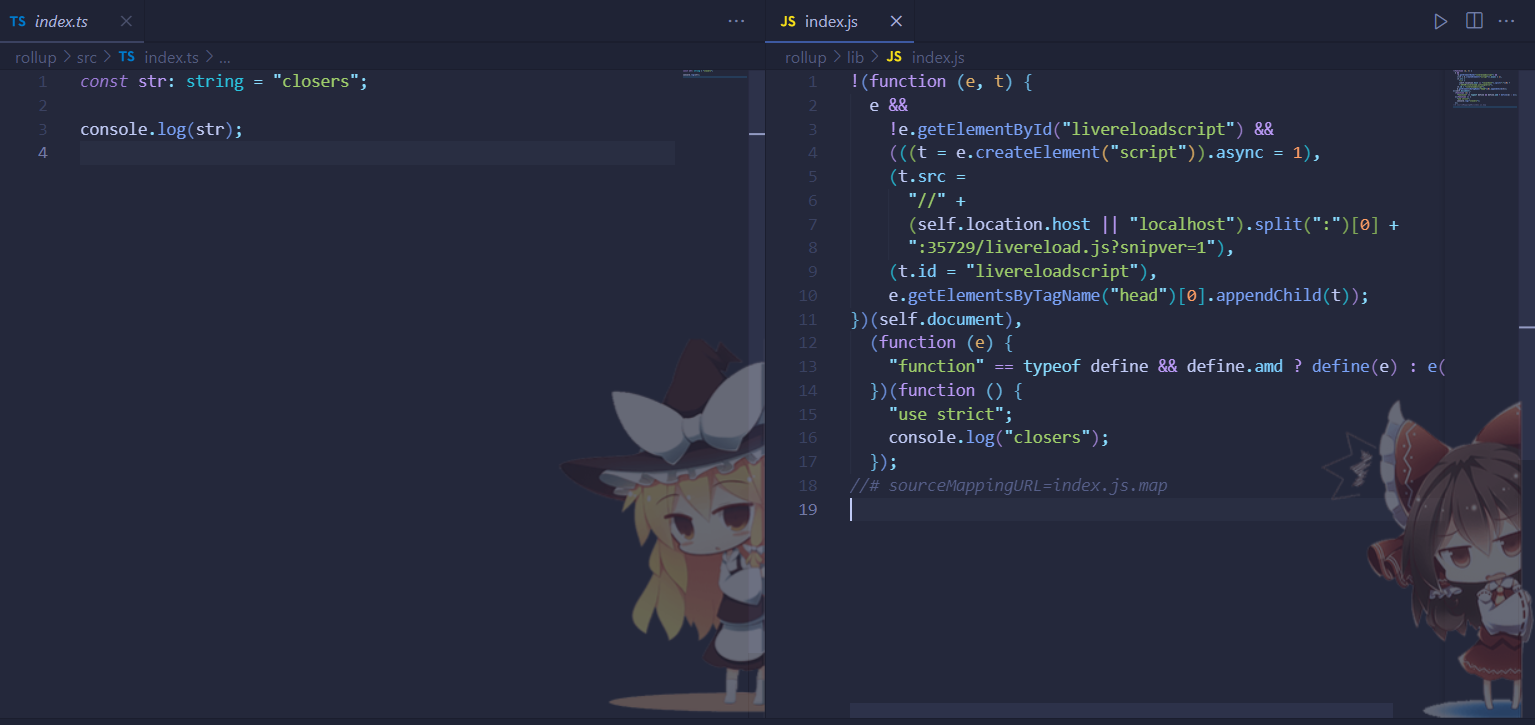 TS index.ts
rollup > src > TS index.ts > ...
1 const str: string = "closers";
2
3 console.log(str);
4
JS index.js
rollup > lib > JS index.js
1 !(function (e, t) {
2 e &&
3 !e.getElementById("livereloadscript") &&
4 (((t = e.createElement("script")).async = 1),
5 (t.src =
6 "//" +
7 (self.location.host || "localhost").split(":")[0] +
8 ":35729/livereload.js?snipver=1"),
9 (t.id = "livereloadscript"),
10 e.getElementsByTagName("head")[0].appendChild(t));
11 })(self.document),
12 (function (e) {
13 "function" == typeof define && define.amd ? define(e) : e(
14 })(function () {
15 "use strict";
16 console.log("closers");
17 });
18 //# sourceMappingURL=index.js.map
19